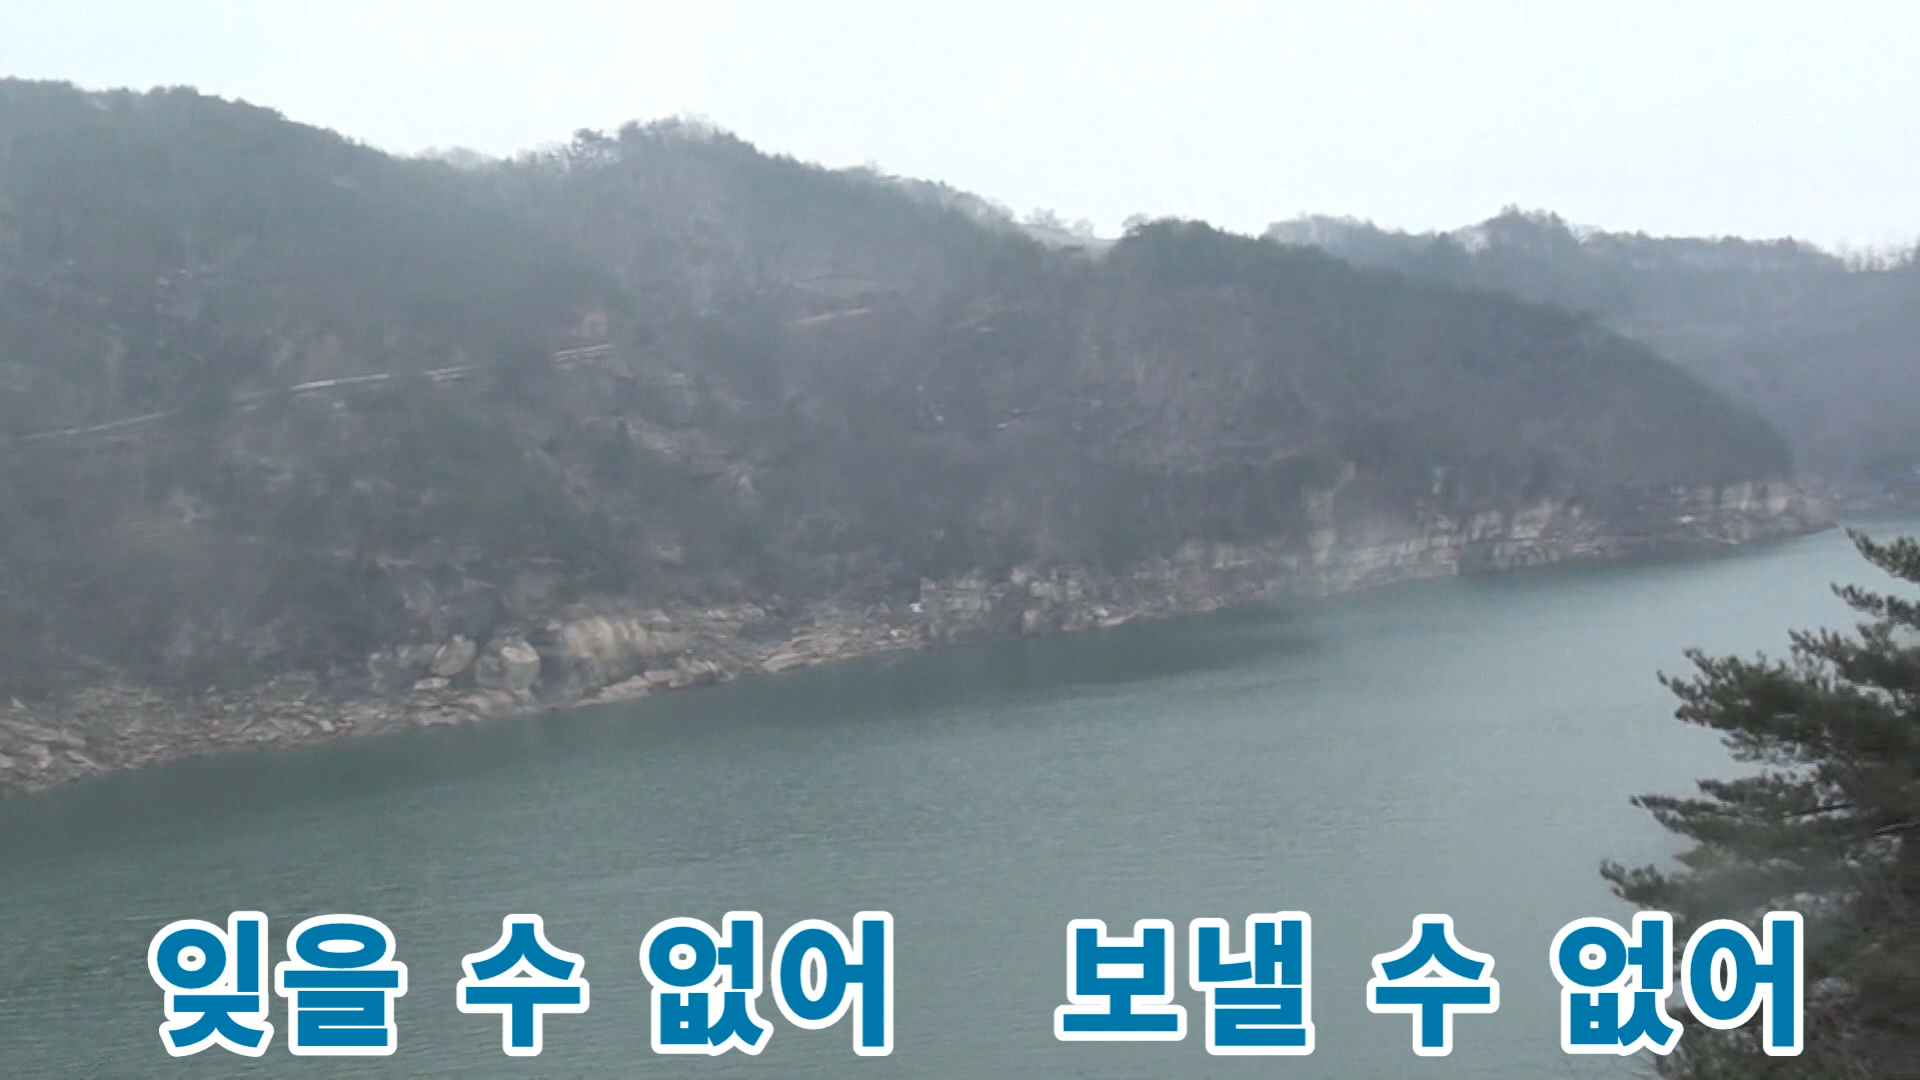 잊을 수 없어 보낼 수 없어